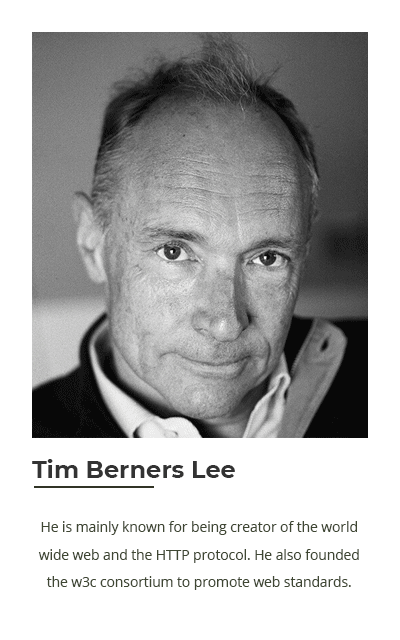 Tim Berners Lee
He is mainly known for being creator of the world
wide web and the HTTP protocol. He also founded
the w3c consortium to promote web standards.